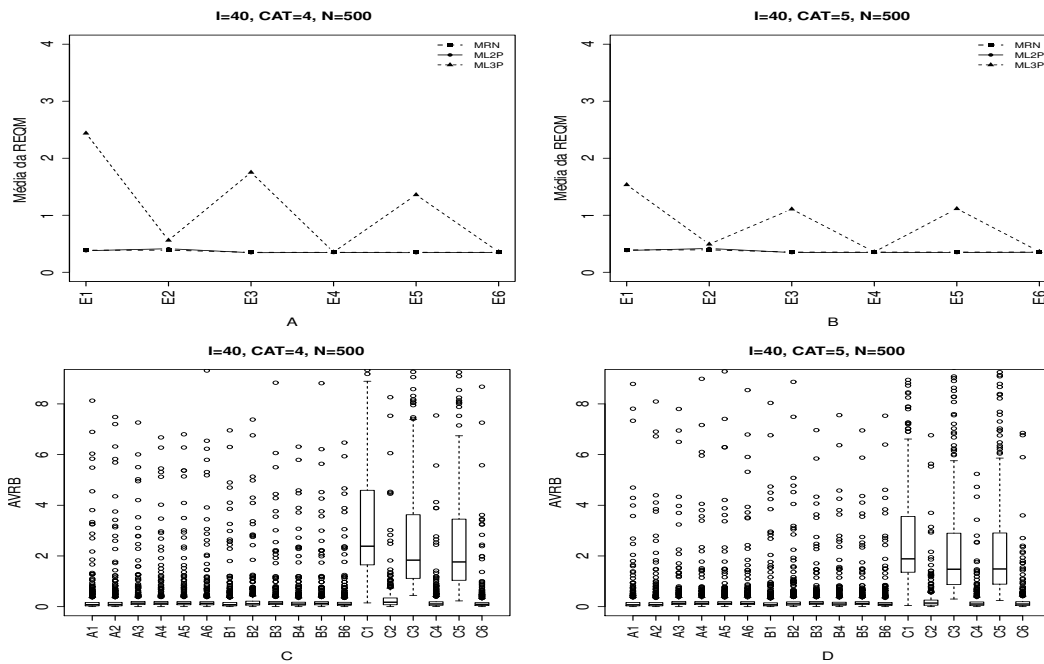 I=40, CAT=4, N=500
MRN
ML2P
ML3P
Média da REQM
4
3
2
1
0
E1 E2 E3 E4 E5 E6
A
I=40, CAT=5, N=500
MRN
ML2P
ML3P
Média da REQM
4
3
2
1
0
E1 E2 E3 E4 E5 E6
B
I=40, CAT=4, N=500
AVRB
8
6
4
2
0
A1 A2 A3 A4 A5 A6 B1 B2 B3 B4 B5 B6 C1 C2 C3 C4 C5 C6
C
I=40, CAT=5, N=500
AVRB
8
6
4
2
0
A1 A2 A3 A4 A5 A6 B1 B2 B3 B4 B5 B6 C1 C2 C3 C4 C5 C6
D